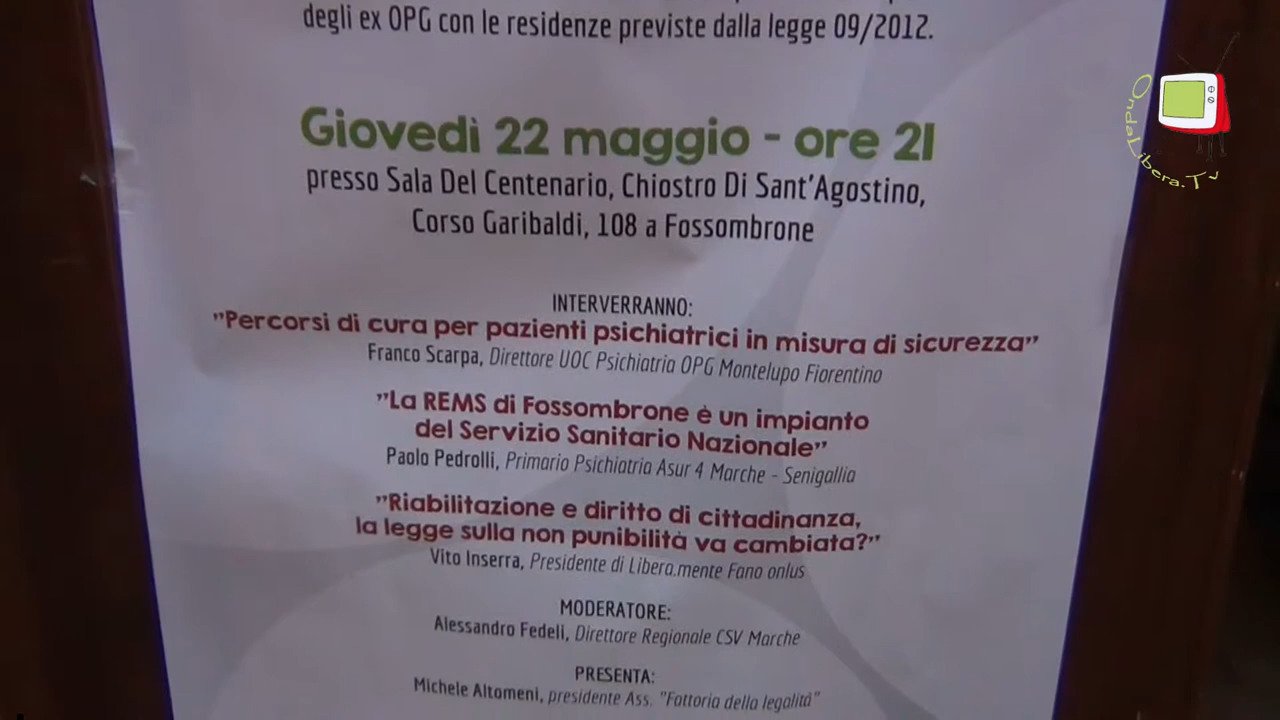 degli ex OPG con le residenze previste dalla legge 09/2012.
Giovedì 22 maggio - ore 21
presso Sala Del Centenario, Chiostro Di Sant'Agostino,
Corso Garibaldi, 108 a Fossombrone
INTERVERRANNO:
"Percorsi di cura per pazienti psichiatrici in misura di sicurezza"
Franco Scarpa, Direttore UOC Psichiatria OPG Montelupo Fiorentino
"La REMS di Fossombrone è un impianto
del Servizio Sanitario Nazionale"
Paolo Pedrolli, Primario Psichiatria Asur 4 Marche - Senigallia
"Riabilitazione e diritto di cittadinanza,
la legge sulla non punibilità va cambiata?"
Vito Inserra, Presidente di Libera.mente Fano onlus
MODERATORE:
Alessandro Fedeli, Direttore Regionale CSV Marche
PRESENTA:
Michele Altomeni, presidente Ass. "Fattoria della legalità"
OndaLibera.Tv